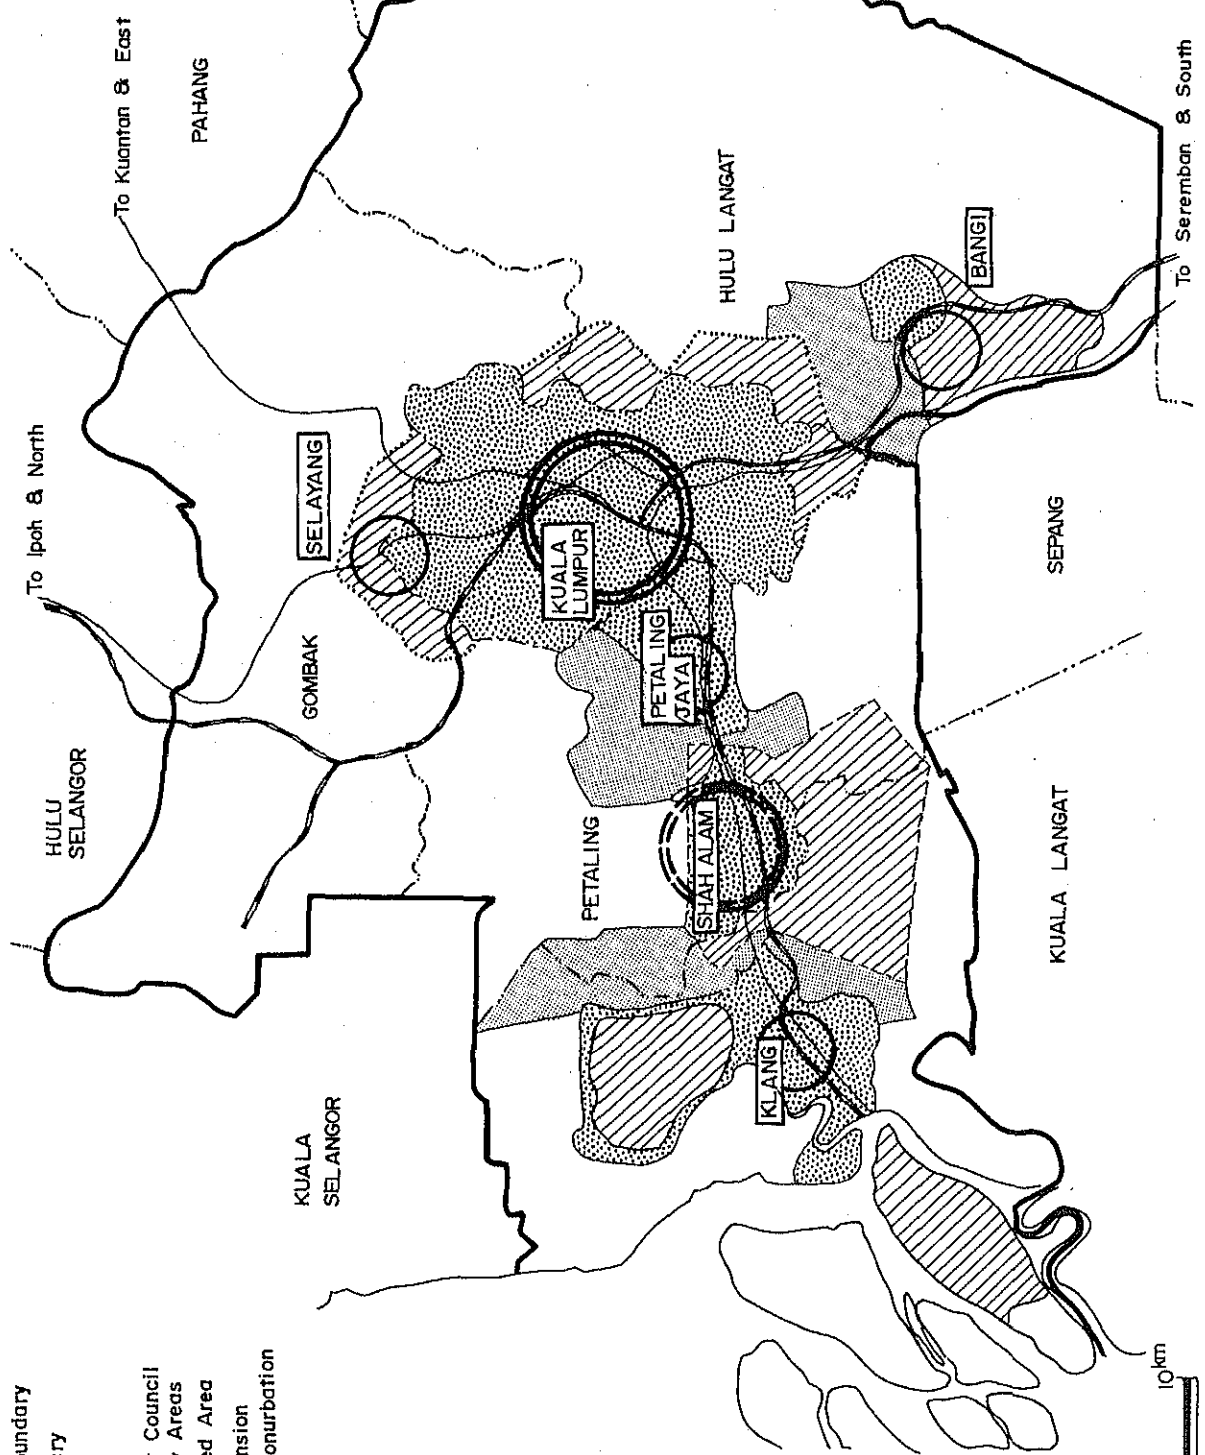 undary
ry
Council
Areas
ed Area
nsion
onurbation
HULU
SELANGOR
To Ipoh & North
To Kuantan & East
PAHANG
KUALA
SELANGOR
GOMBAK
SELAYANG
PETALING
KUALA
LUMPUR
PETALING
JAYA
SHAH ALAM
HULU LANGAT
KLANG
BANGI
KUALA LANGAT
SEPANG
10km
To Seremban & South